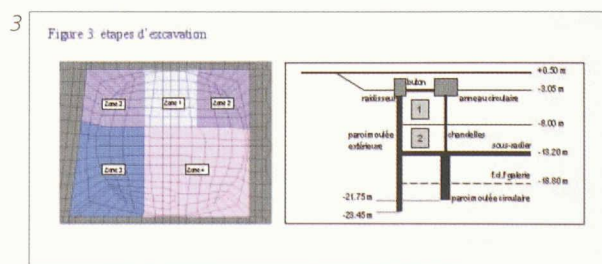 3
Figure 3: étapes d'excavation
Zone 2
Zone 1
Zone 2
Zone 3
Zone 4
+0.50 m
buton
-3.05 m
raidisseur
anneau circulaire
1
-8.00 m
paroi moulée
extérieure
2
chandelles
sous-radier
-13.20 m
f.d.f galerie
-18.80 m
-21.75 m
paroi moulée circulaire
-23.45 m